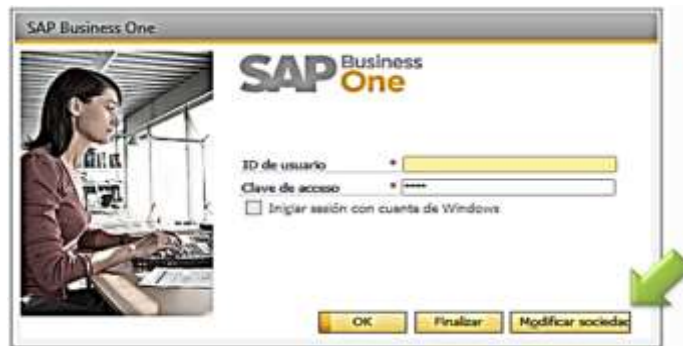 SAP Business One
SAP Business One
ID de usuario *
Clave de acceso * ****
Iniciar sesión con cuenta de Windows
OK Finalizar Modificar sociedad